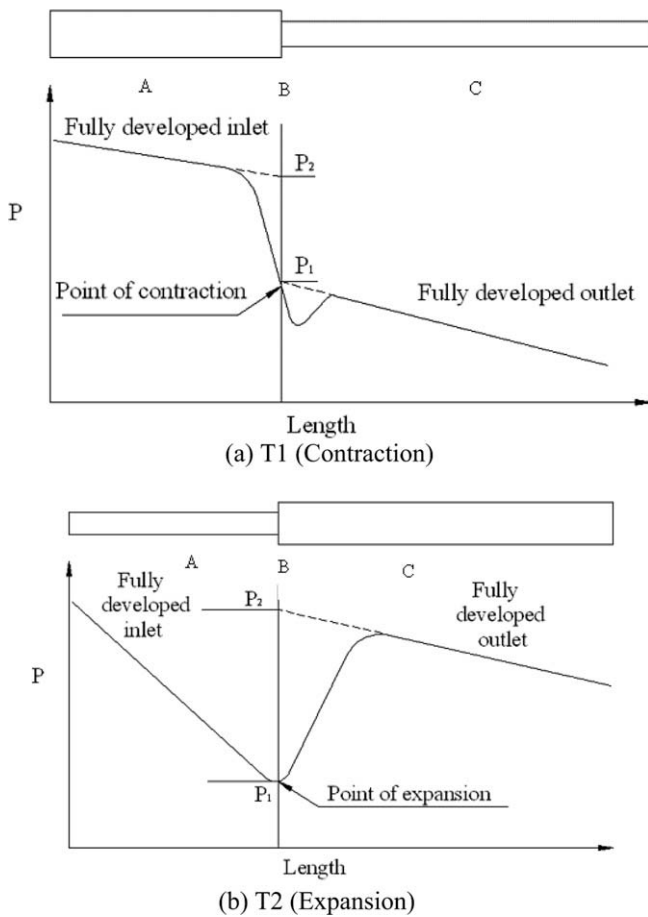 A B C
Fully developed inlet
P₂
P
P₁
Point of contraction
Fully developed outlet
Length
(a) T1 (Contraction)
A B C
Fully
developed
inlet
P₂
Fully
developed
outlet
P
P₁
Point of expansion
Length
(b) T2 (Expansion)